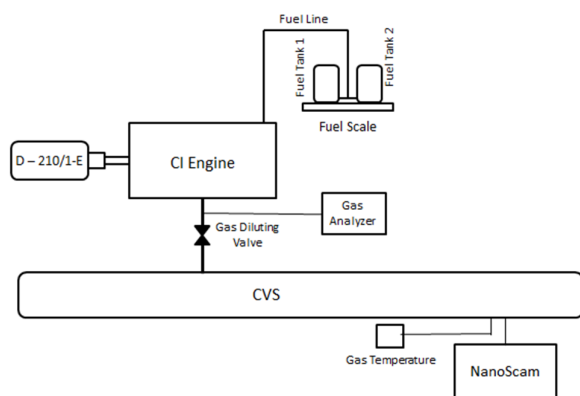 Fuel Line
Fuel Tank 1
Fuel Tank 2
Fuel Scale
D – 210/1-E
CI Engine
Gas
Analyzer
Gas Diluting
Valve
CVS
Gas Temperature
NanoScam